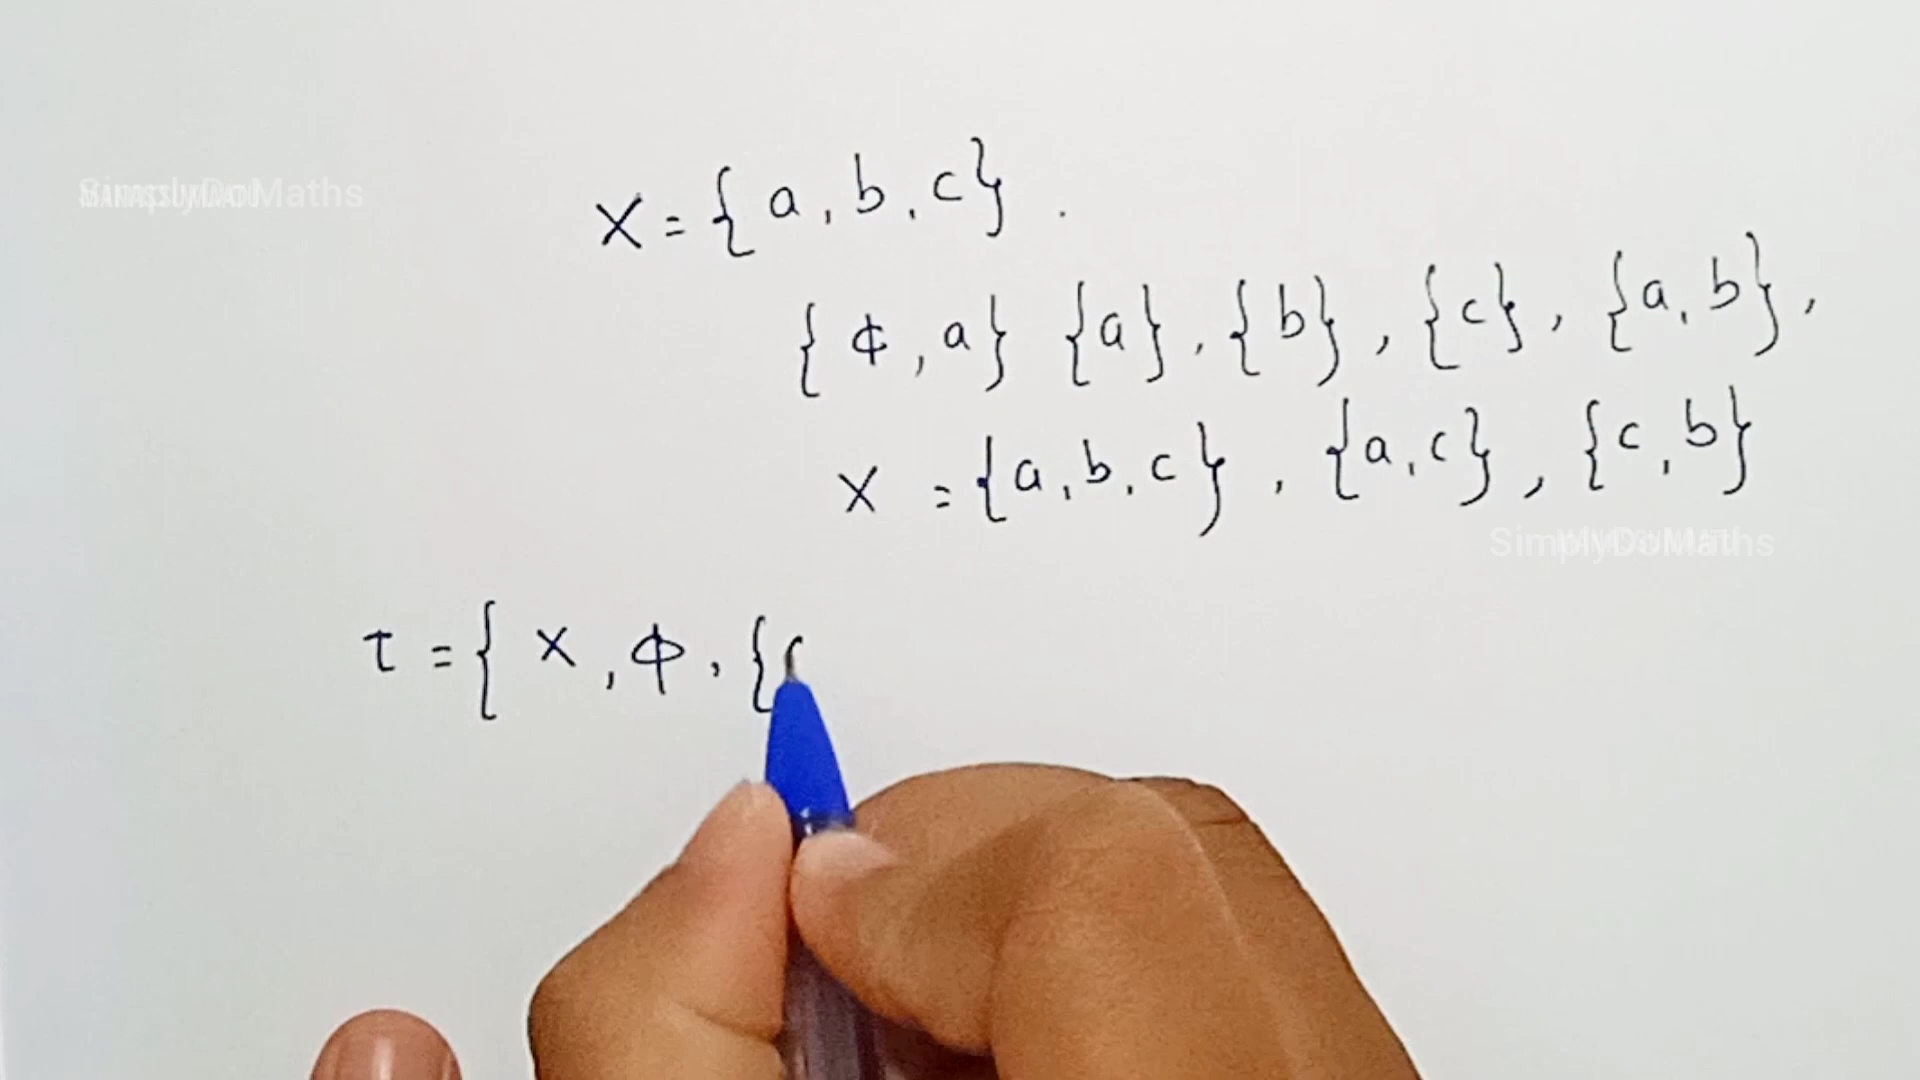 SimplyDoMaths
X = {a, b, c} .
{ϕ, a} {a}, {b}, {c}, {a, b},
X = {a, b, c}, {a, c}, {c, b}
SimplyDoMaths
τ = { X, ϕ, {